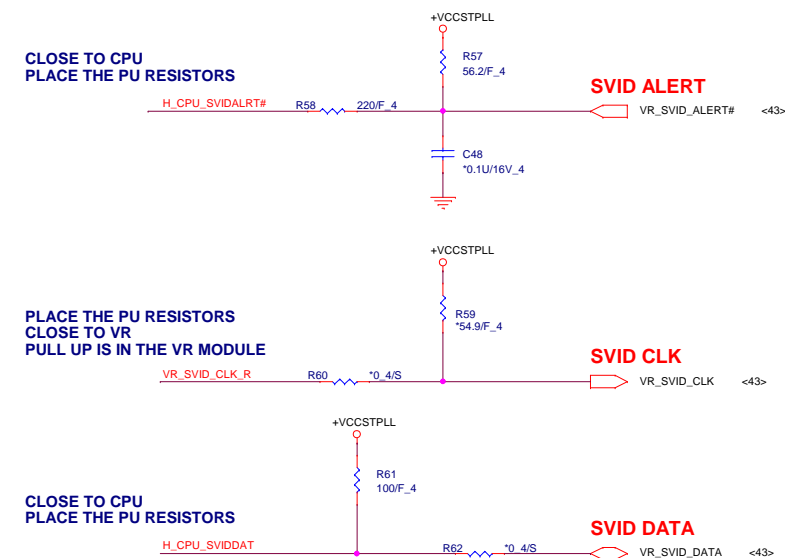 +VCCSTPLL
CLOSE TO CPU
PLACE THE PU RESISTORS
R57
56.2/F_4
SVID ALERT
H_CPU_SVIDALRT#
R58
220/F_4
VR_SVID_ALERT#
<43>
C48
*0.1U/16V_4
+VCCSTPLL
PLACE THE PU RESISTORS
CLOSE TO VR
PULL UP IS IN THE VR MODULE
R59
*54.9/F_4
SVID CLK
VR_SVID_CLK_R
R60
*0_4/S
VR_SVID_CLK
<43>
+VCCSTPLL
R61
100/F_4
CLOSE TO CPU
PLACE THE PU RESISTORS
SVID DATA
H_CPU_SVIDDAT
R62
*0_4/S
VR_SVID_DATA
<43>